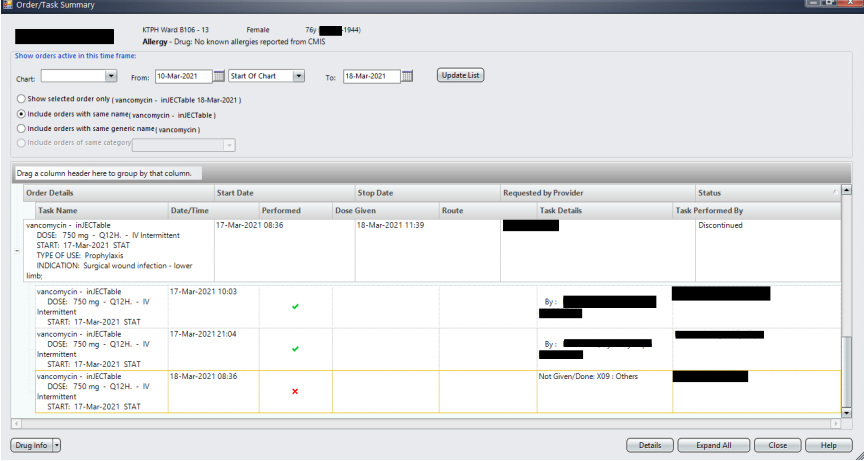 Order/Task Summary
KTPH Ward B106 - 13 Female 76y -1944)
Allergy - Drug: No known allergies reported from CMIS
Show orders active in this time frame:
Chart: From: 10-Mar-2021 Start Of Chart To: 18-Mar-2021 Update List
Show selected order only ( vancomycin - inJECTable 18-Mar-2021 )
Include orders with same name( vancomycin - inJECTable )
Include orders with same generic name( vancomycin )
Include orders of same category
Drag a column header here to group by that column.
Order Details Start Date Stop Date Requested by Provider Status
Task Name Date/Time Performed Dose Given Route Task Details Task Performed By
vancomycin - inJECTable 17-Mar-2021 08:36 18-Mar-2021 11:39 Discontinued
DOSE: 750 mg - Q12H. - IV Intermittent
START: 17-Mar-2021 STAT
TYPE OF USE: Prophylaxis
INDICATION: Surgical wound infection - lower
limb;
vancomycin - inJECTable 17-Mar-2021 10:03
DOSE: 750 mg - Q12H. - IV By :
Intermittent
START: 17-Mar-2021 STAT
vancomycin - inJECTable 17-Mar-2021 21:04
DOSE: 750 mg - Q12H. - IV By :
Intermittent
START: 17-Mar-2021 STAT
vancomycin - inJECTable 18-Mar-2021 08:36 Not Given/Done: X09 : Others
DOSE: 750 mg - Q12H. - IV
Intermittent
START: 17-Mar-2021 STAT
Drug Info Details Expand All Close Help